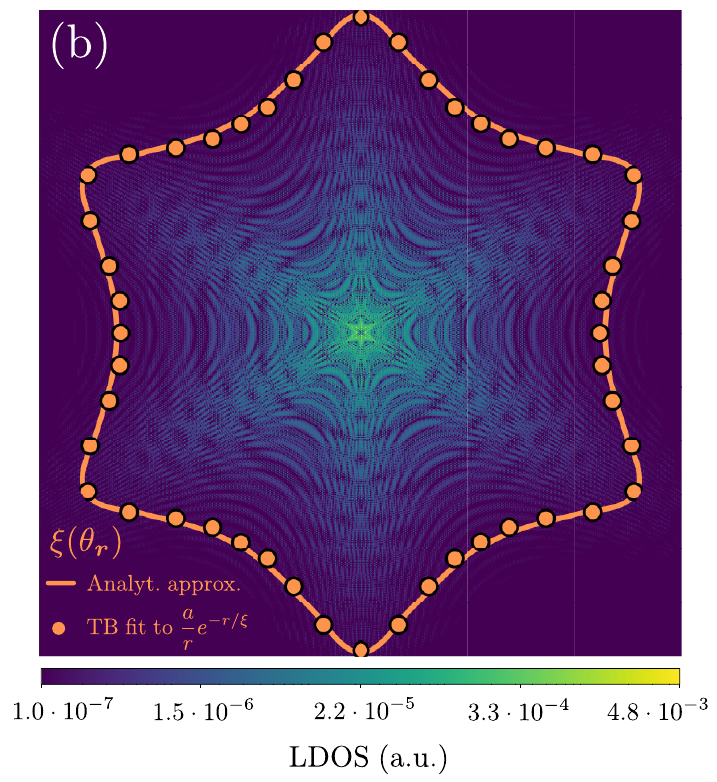 (b)
ξ(θ_r)
Analyt. approx.
TB fit to a/r e^{-r/ξ}
1.0 · 10^{-7} 1.5 · 10^{-6} 2.2 · 10^{-5} 3.3 · 10^{-4} 4.8 · 10^{-3}
LDOS (a.u.)